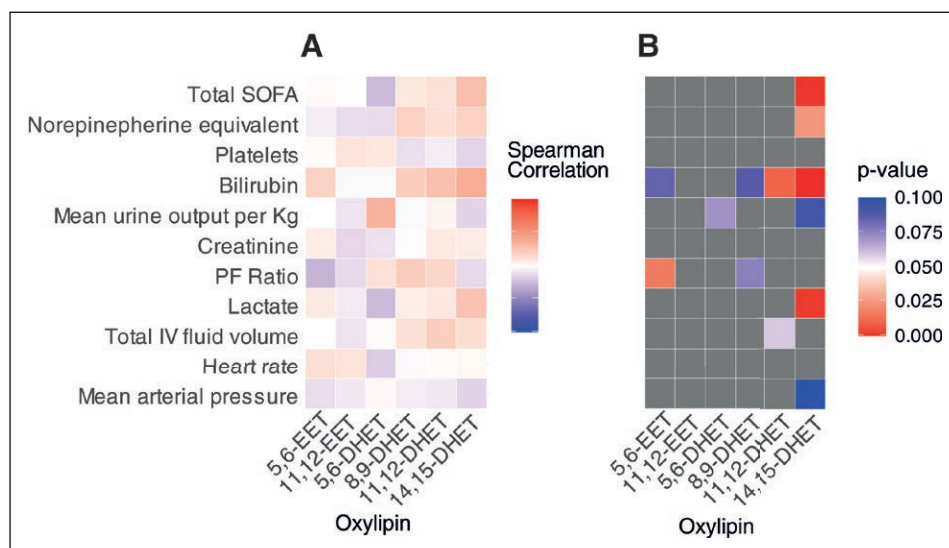 A
B
Total SOFA
Norepinepherine equivalent
Platelets
Bilirubin
Mean urine output per Kg
Creatinine
PF Ratio
Lactate
Total IV fluid volume
Heart rate
Mean arterial pressure
5,6-EET
11,12-EET
5,6-DHET
8,9-DHET
11,12-DHET
14,15-DHET
Oxylipin
Spearman
Correlation
5,6-EET
11,12-EET
5,6-DHET
8,9-DHET
11,12-DHET
14,15-DHET
Oxylipin
p-value
0.100
0.075
0.050
0.025
0.000